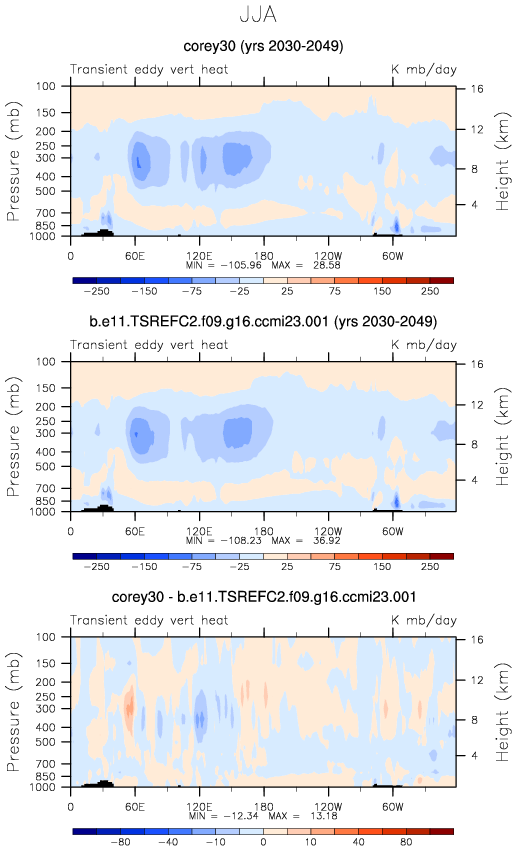 JJA
corey30 (yrs 2030-2049)
Transient eddy vert heat K mb/day
Pressure (mb)
Height (km)
100
150
200
250
300
400
500
700
850
1000
16
12
8
4
0 60E 120E 180 120W 60W
MIN = -105.96 MAX = 28.58
-250 -150 -75 -25 25 75 150 250
b.e11.TSREFC2.f09.g16.ccmi23.001 (yrs 2030-2049)
Transient eddy vert heat K mb/day
Pressure (mb)
Height (km)
100
150
200
250
300
400
500
700
850
1000
16
12
8
4
0 60E 120E 180 120W 60W
MIN = -108.23 MAX = 36.92
-250 -150 -75 -25 25 75 150 250
corey30 - b.e11.TSREFC2.f09.g16.ccmi23.001
Transient eddy vert heat K mb/day
Pressure (mb)
Height (km)
100
150
200
250
300
400
500
700
850
1000
16
12
8
4
0 60E 120E 180 120W 60W
MIN = -12.34 MAX = 13.18
-80 -40 -10 0 10 40 80